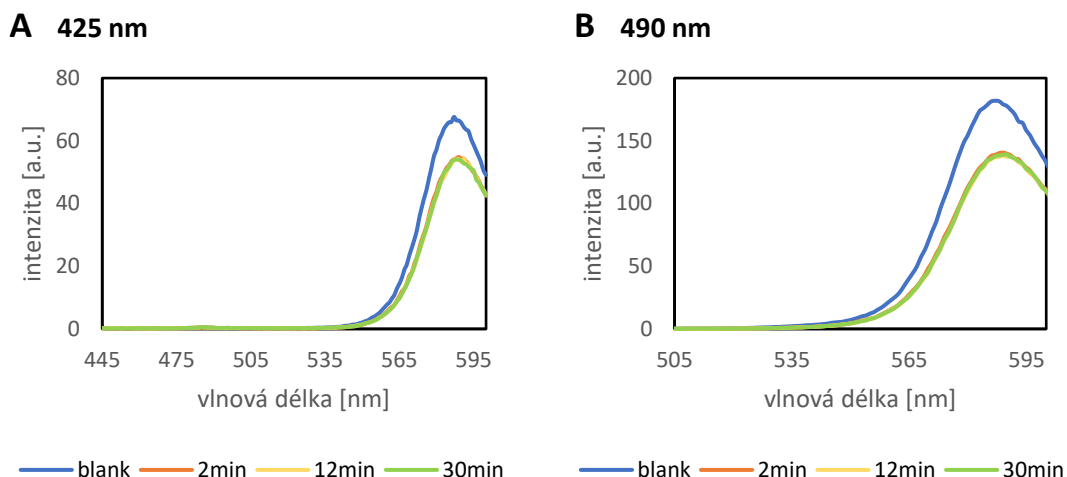 A 425 nm
80
60
40
20
0
intenzita [a.u.]
445 475 505 535 565 595
vlnová délka [nm]
blank 2min 12min 30min
B 490 nm
200
150
100
50
0
intenzita [a.u.]
505 535 565 595
vlnová délka [nm]
blank 2min 12min 30min